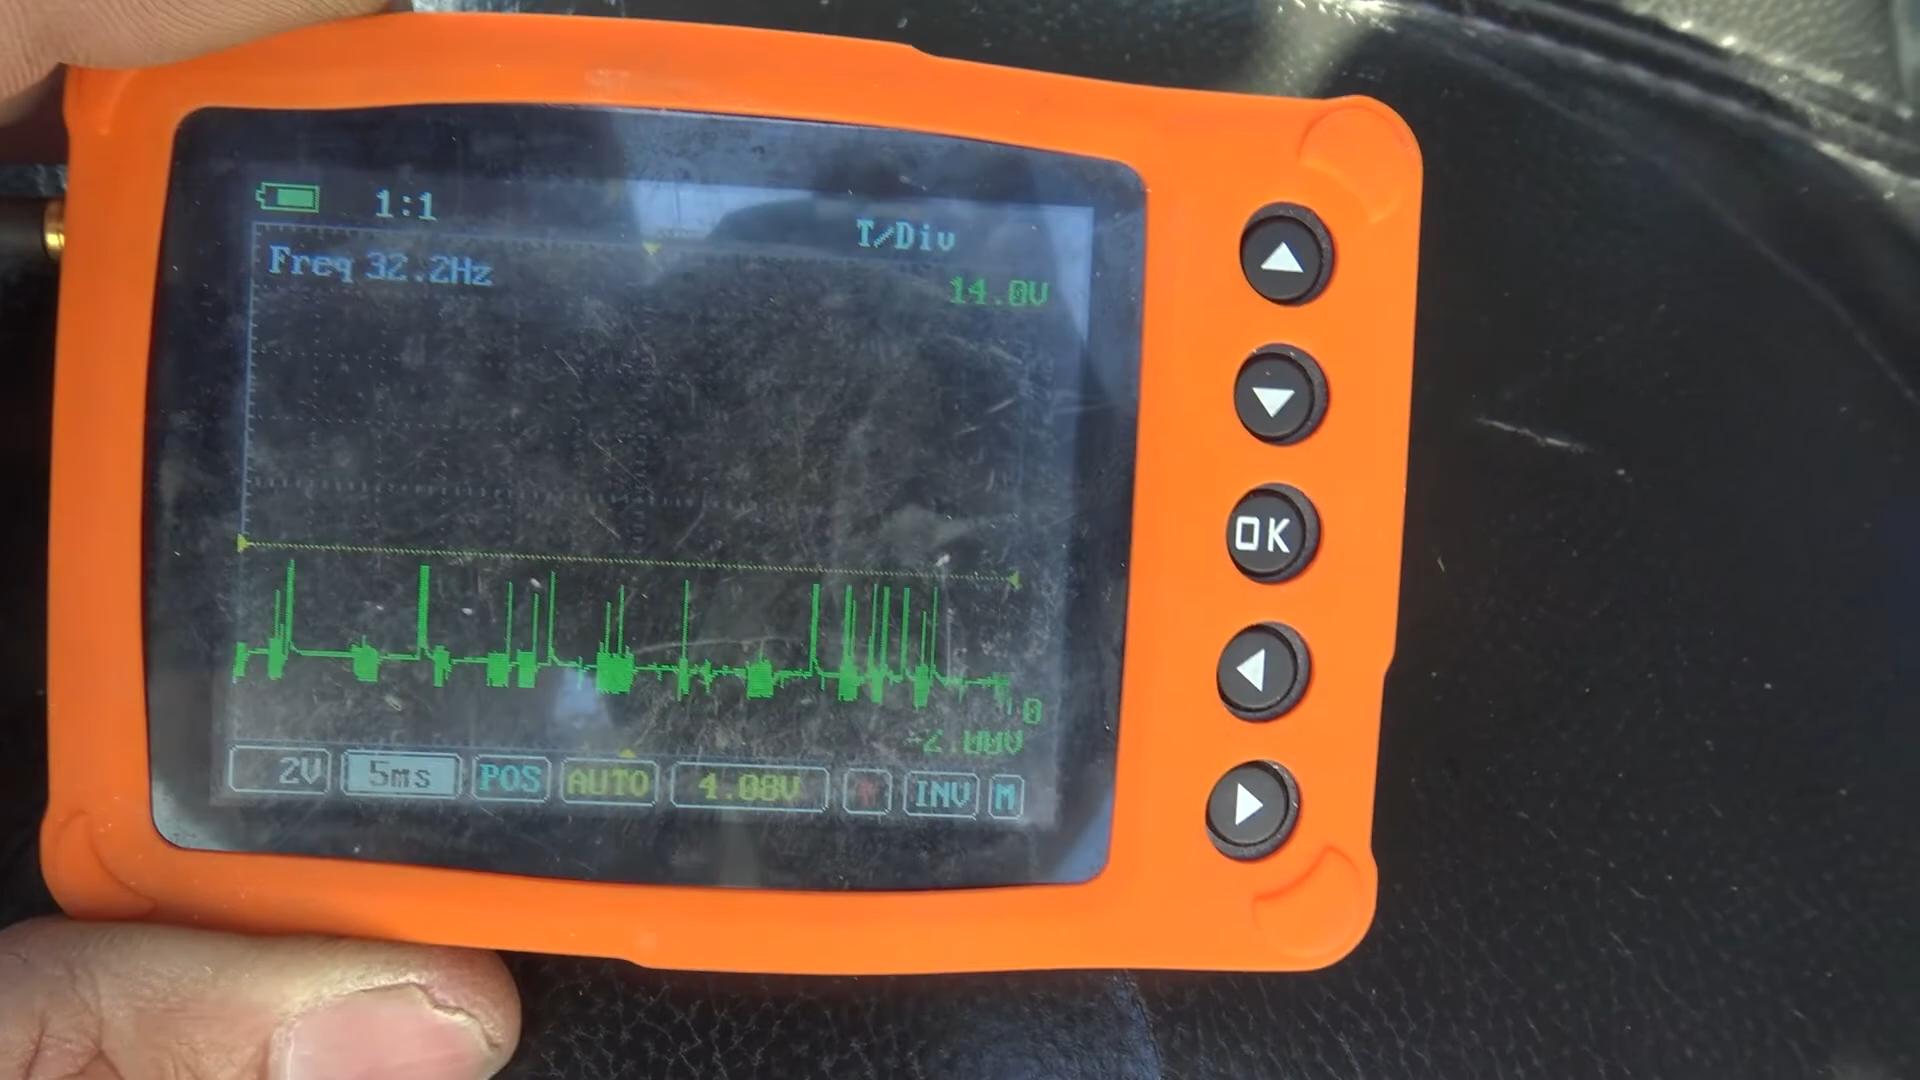 1:1
T/Div
Freq 32.2Hz
14.0V
0
-2.00V
2V 5ms POS AUTO 4.08V INV M
OK